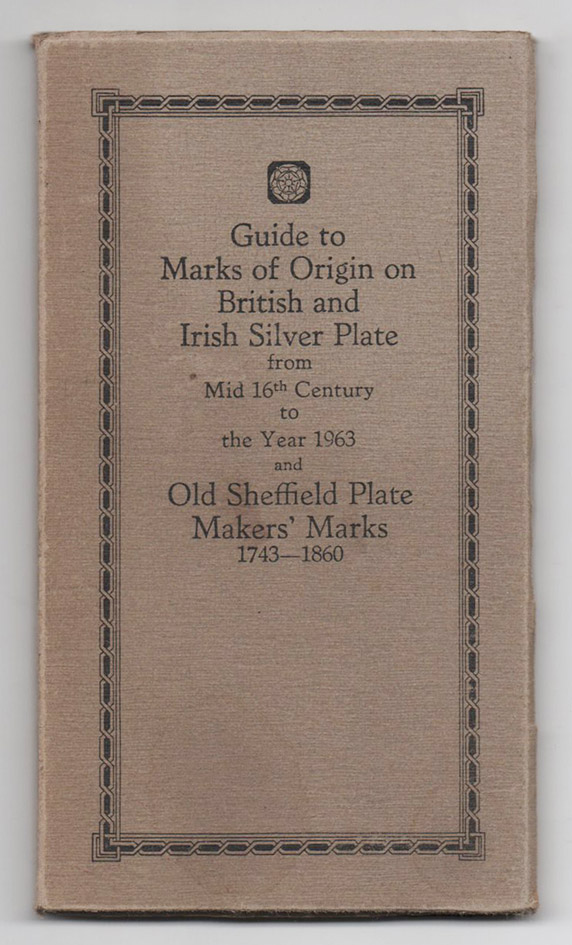 Guide to
Marks of Origin on
British and
Irish Silver Plate
from
Mid 16th Century
to
the Year 1963
and
Old Sheffield Plate
Makers' Marks
1743—1860